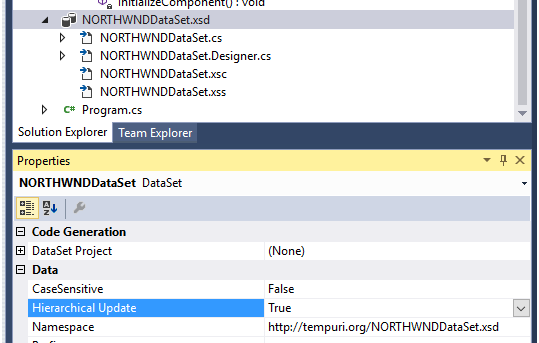 InitializeComponent() : void
NORTHWNDDataSet.xsd
NORTHWNDDataSet.cs
NORTHWNDDataSet.Designer.cs
NORTHWNDDataSet.xsc
NORTHWNDDataSet.xss
C# Program.cs
Solution Explorer Team Explorer
Properties
NORTHWNDDataSet DataSet
Code Generation
DataSet Project (None)
Data
CaseSensitive False
Hierarchical Update True
Namespace http://tempuri.org/NORTHWNDDataSet.xsd